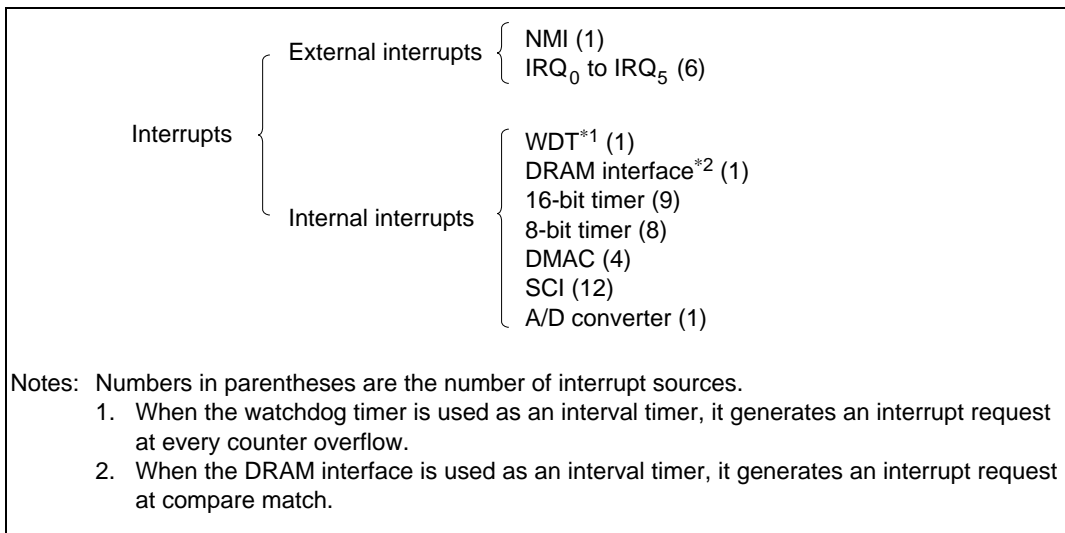 External interrupts
NMI (1)
IRQ0 to IRQ5 (6)
Interrupts
Internal interrupts
WDT*1 (1)
DRAM interface*2 (1)
16-bit timer (9)
8-bit timer (8)
DMAC (4)
SCI (12)
A/D converter (1)
Notes: Numbers in parentheses are the number of interrupt sources.
1. When the watchdog timer is used as an interval timer, it generates an interrupt request
at every counter overflow.
2. When the DRAM interface is used as an interval timer, it generates an interrupt request
at compare match.